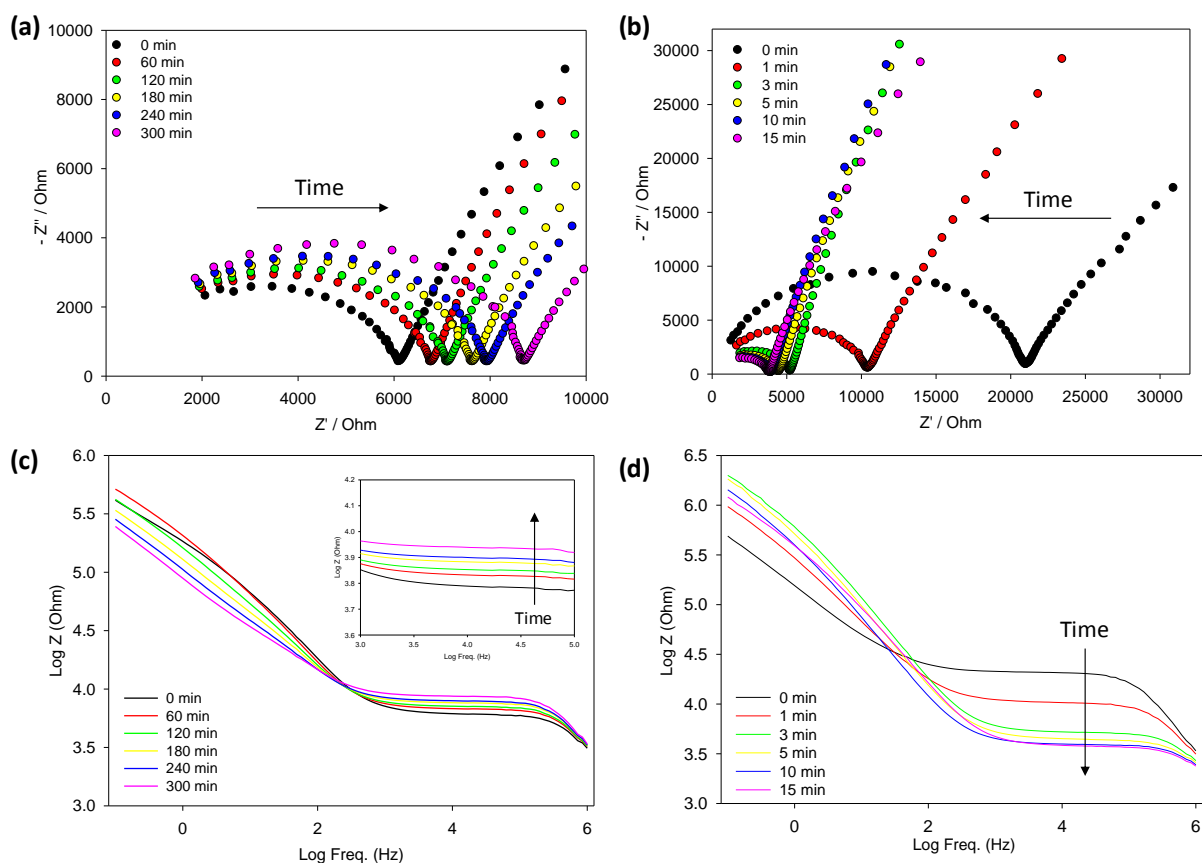 (a)
10000
8000
6000
4000
2000
0
- Z'' / Ohm
0 min
60 min
120 min
180 min
240 min
300 min
Time
0 2000 4000 6000 8000 10000
Z' / Ohm
(b)
30000
25000
20000
15000
10000
5000
0
- Z'' / Ohm
0 min
1 min
3 min
5 min
10 min
15 min
Time
0 5000 10000 15000 20000 25000 30000
Z' / Ohm
(c)
6.0
5.5
5.0
4.5
4.0
3.5
3.0
Log Z (Ohm)
4.2
4.1
4.0
3.9
3.8
3.7
3.6
Log Z (Ohm)
Time
3.0 3.5 4.0 4.5 5.0
Log Freq. (Hz)
0 min
60 min
120 min
180 min
240 min
300 min
0 2 4 6
Log Freq. (Hz)
(d)
6.5
6.0
5.5
5.0
4.5
4.0
3.5
3.0
Log Z (Ohm)
Time
0 min
1 min
3 min
5 min
10 min
15 min
0 2 4 6
Log Freq. (Hz)